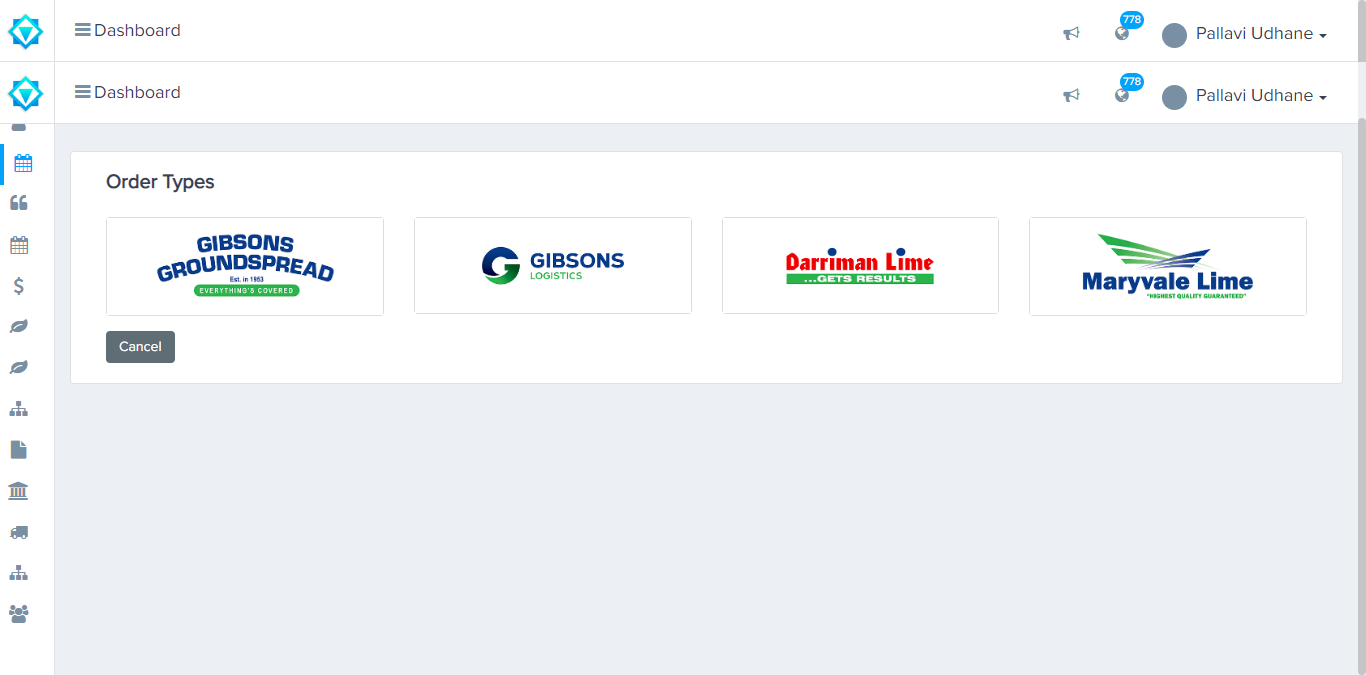 Dashboard
778
Pallavi Udhane
Dashboard
778
Pallavi Udhane
Order Types
GIBSONS
GROUNDSPREAD
Est. in 1953
EVERYTHING'S COVERED
GIBSONS
LOGISTICS
Darriman Lime
...GETS RESULTS
Maryvale Lime
"HIGHEST QUALITY GUARANTEED"
Cancel